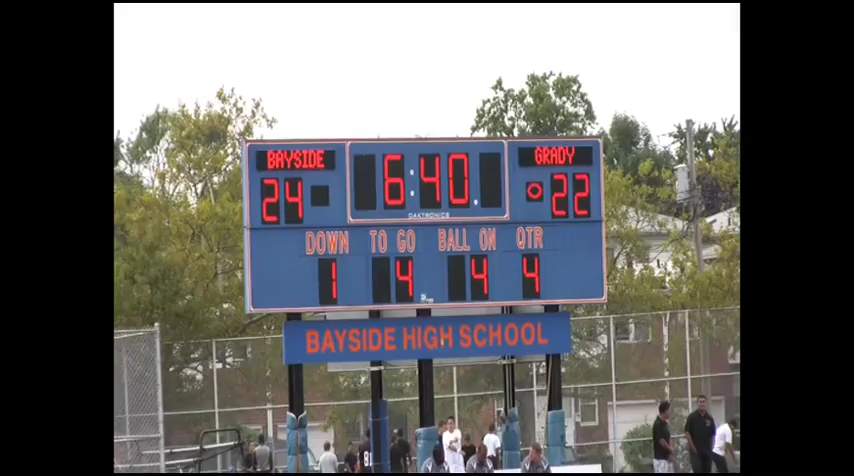 BAYSIDE 6:40. GRADY
24 22
DAKTRONICS
DOWN TO GO BALL ON QTR
1 4 4 4
BAYSIDE HIGH SCHOOL